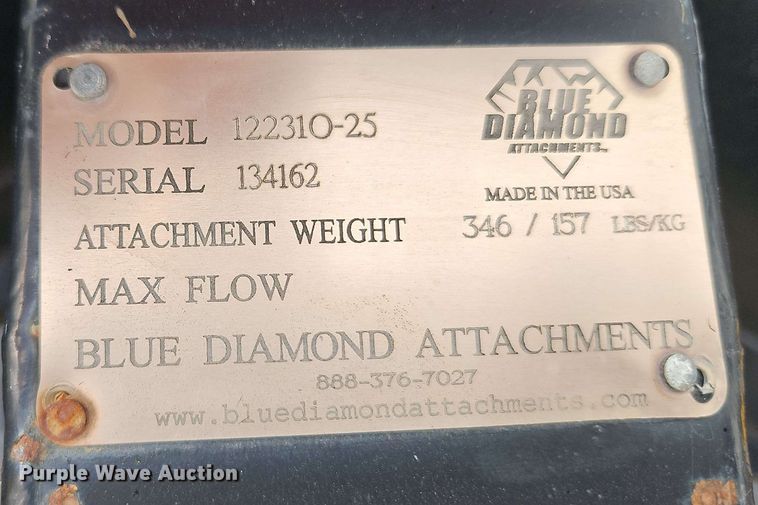 BLUE
DIAMOND
ATTACHMENTS
MADE IN THE USA
MODEL 122310-25
SERIAL 134162
ATTACHMENT WEIGHT 346 / 157 LBS/KG
MAX FLOW
BLUE DIAMOND ATTACHMENTS
888-376-7027
www.bluediamondattachments.com
Purple Wave Auction